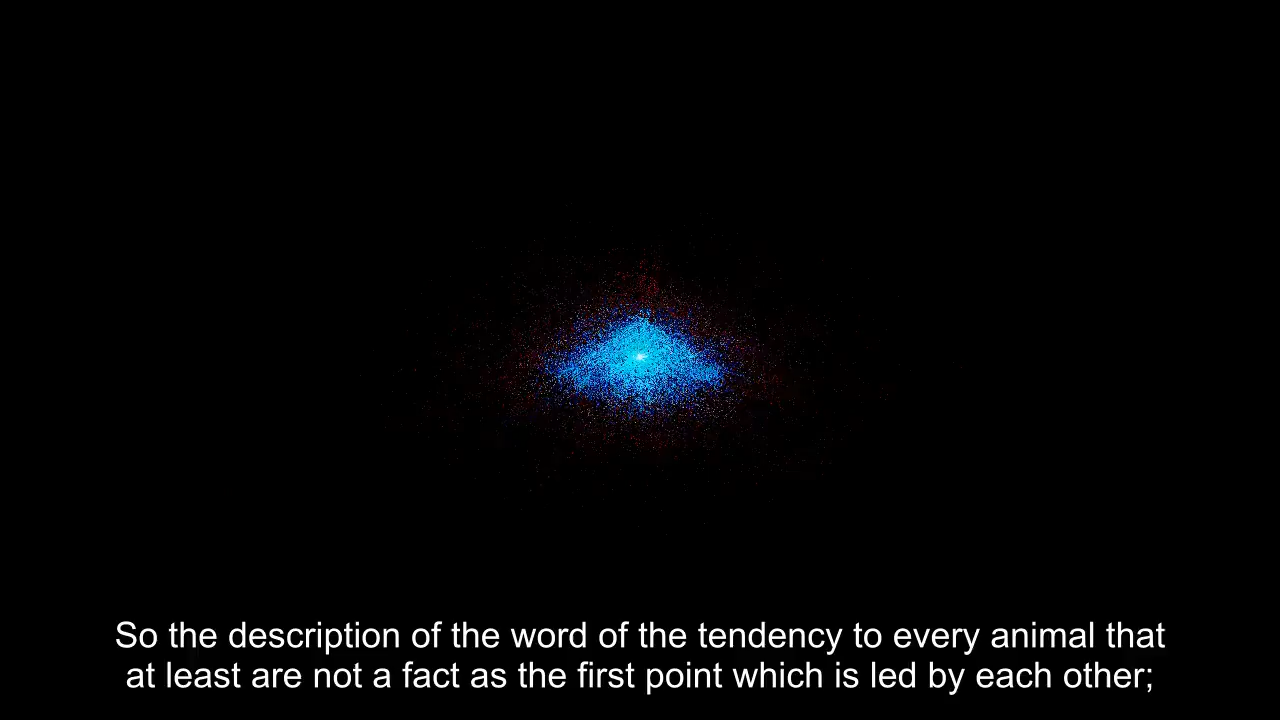 So the description of the word of the tendency to every animal that
at least are not a fact as the first point which is led by each other;